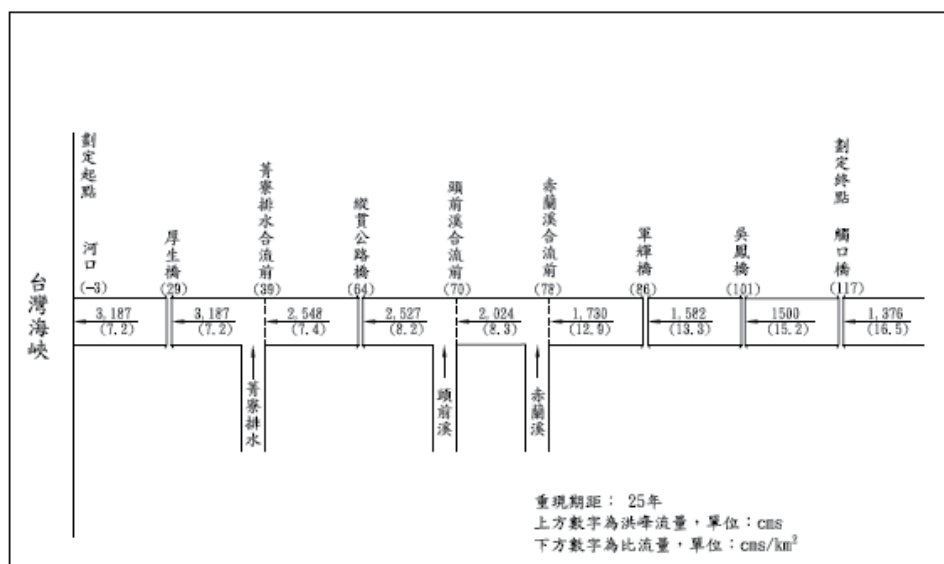 台灣海峽
劃定起點 河口
(-3)
厚生橋
(29)
菁寮排水合流前
(39)
縱貫公路橋
(64)
頭前溪合流前
(70)
赤蘭溪合流前
(78)
軍輝橋
(86)
吳鳳橋
(101)
劃定終點 觸口橋
(117)
3,187
(7.2)
3,187
(7.2)
2,548
(7.4)
2,527
(8.2)
2,024
(8.3)
1,730
(12.9)
1,582
(13.3)
1500
(15.2)
1,376
(16.5)
菁寮排水
頭前溪
赤蘭溪
重現期距：25年
上方數字為洪峰流量，單位：cms
下方數字為比流量，單位：cms/km²